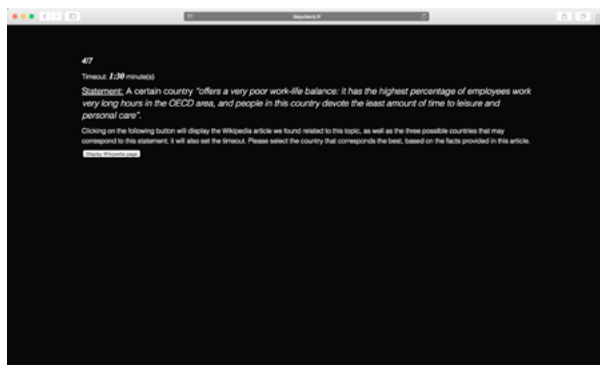 4/7
Timeout: 1:30 minute(s)
Statement: A certain country "offers a very poor work-life balance: it has the highest percentage of employees work
very long hours in the OECD area, and people in this country devote the least amount of time to leisure and
personal care".
Clicking on the following button will display the Wikipedia article we found related to this topic, as well as the three possible countries that may
correspond to this statement; it will also set the timeout. Please select the country that corresponds the best, based on the facts provided in this article.
Display Wikipedia page